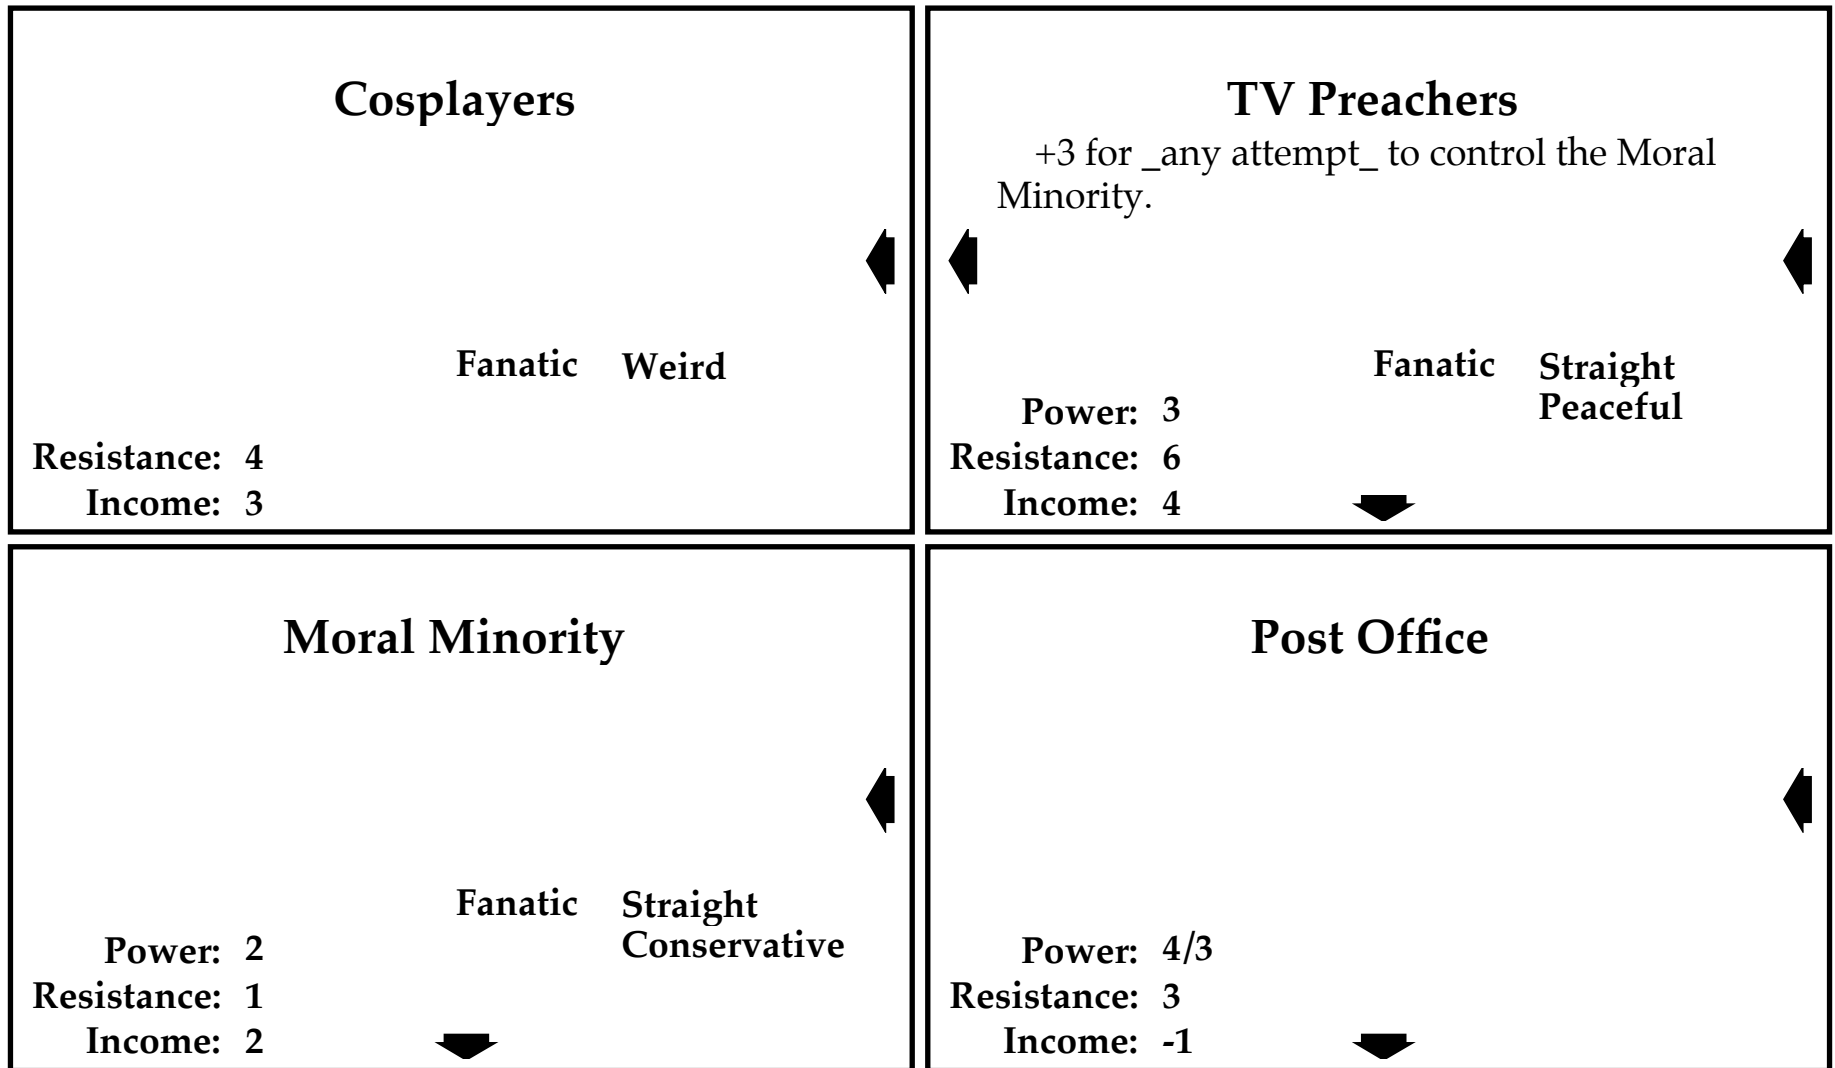 Cosplayers
Fanatic Weird
Resistance: 4
Income: 3
TV Preachers
+3 for _any attempt_ to control the Moral
Minority.
Fanatic Straight
Peaceful
Power: 3
Resistance: 6
Income: 4
Moral Minority
Fanatic Straight
Conservative
Power: 2
Resistance: 1
Income: 2
Post Office
Power: 4/3
Resistance: 3
Income: -1